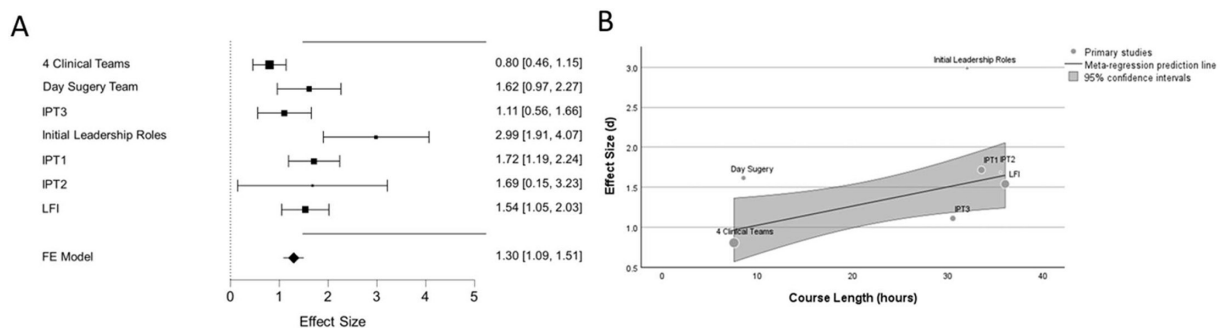 A
4 Clinical Teams 0.80 [0.46, 1.15]
Day Sugery Team 1.62 [0.97, 2.27]
IPT3 1.11 [0.56, 1.66]
Initial Leadership Roles 2.99 [1.91, 4.07]
IPT1 1.72 [1.19, 2.24]
IPT2 1.69 [0.15, 3.23]
LFI 1.54 [1.05, 2.03]
FE Model 1.30 [1.09, 1.51]
0 1 2 3 4 5
Effect Size
B
Effect Size (d)
3.0
2.5
2.0
1.5
1.0
0.5
Initial Leadership Roles
Day Sugery
IPT1 IPT2
LFI
IPT3
4 Clinical Teams
0 10 20 30 40
Course Length (hours)
Primary studies
Meta-regression prediction line
95% confidence intervals